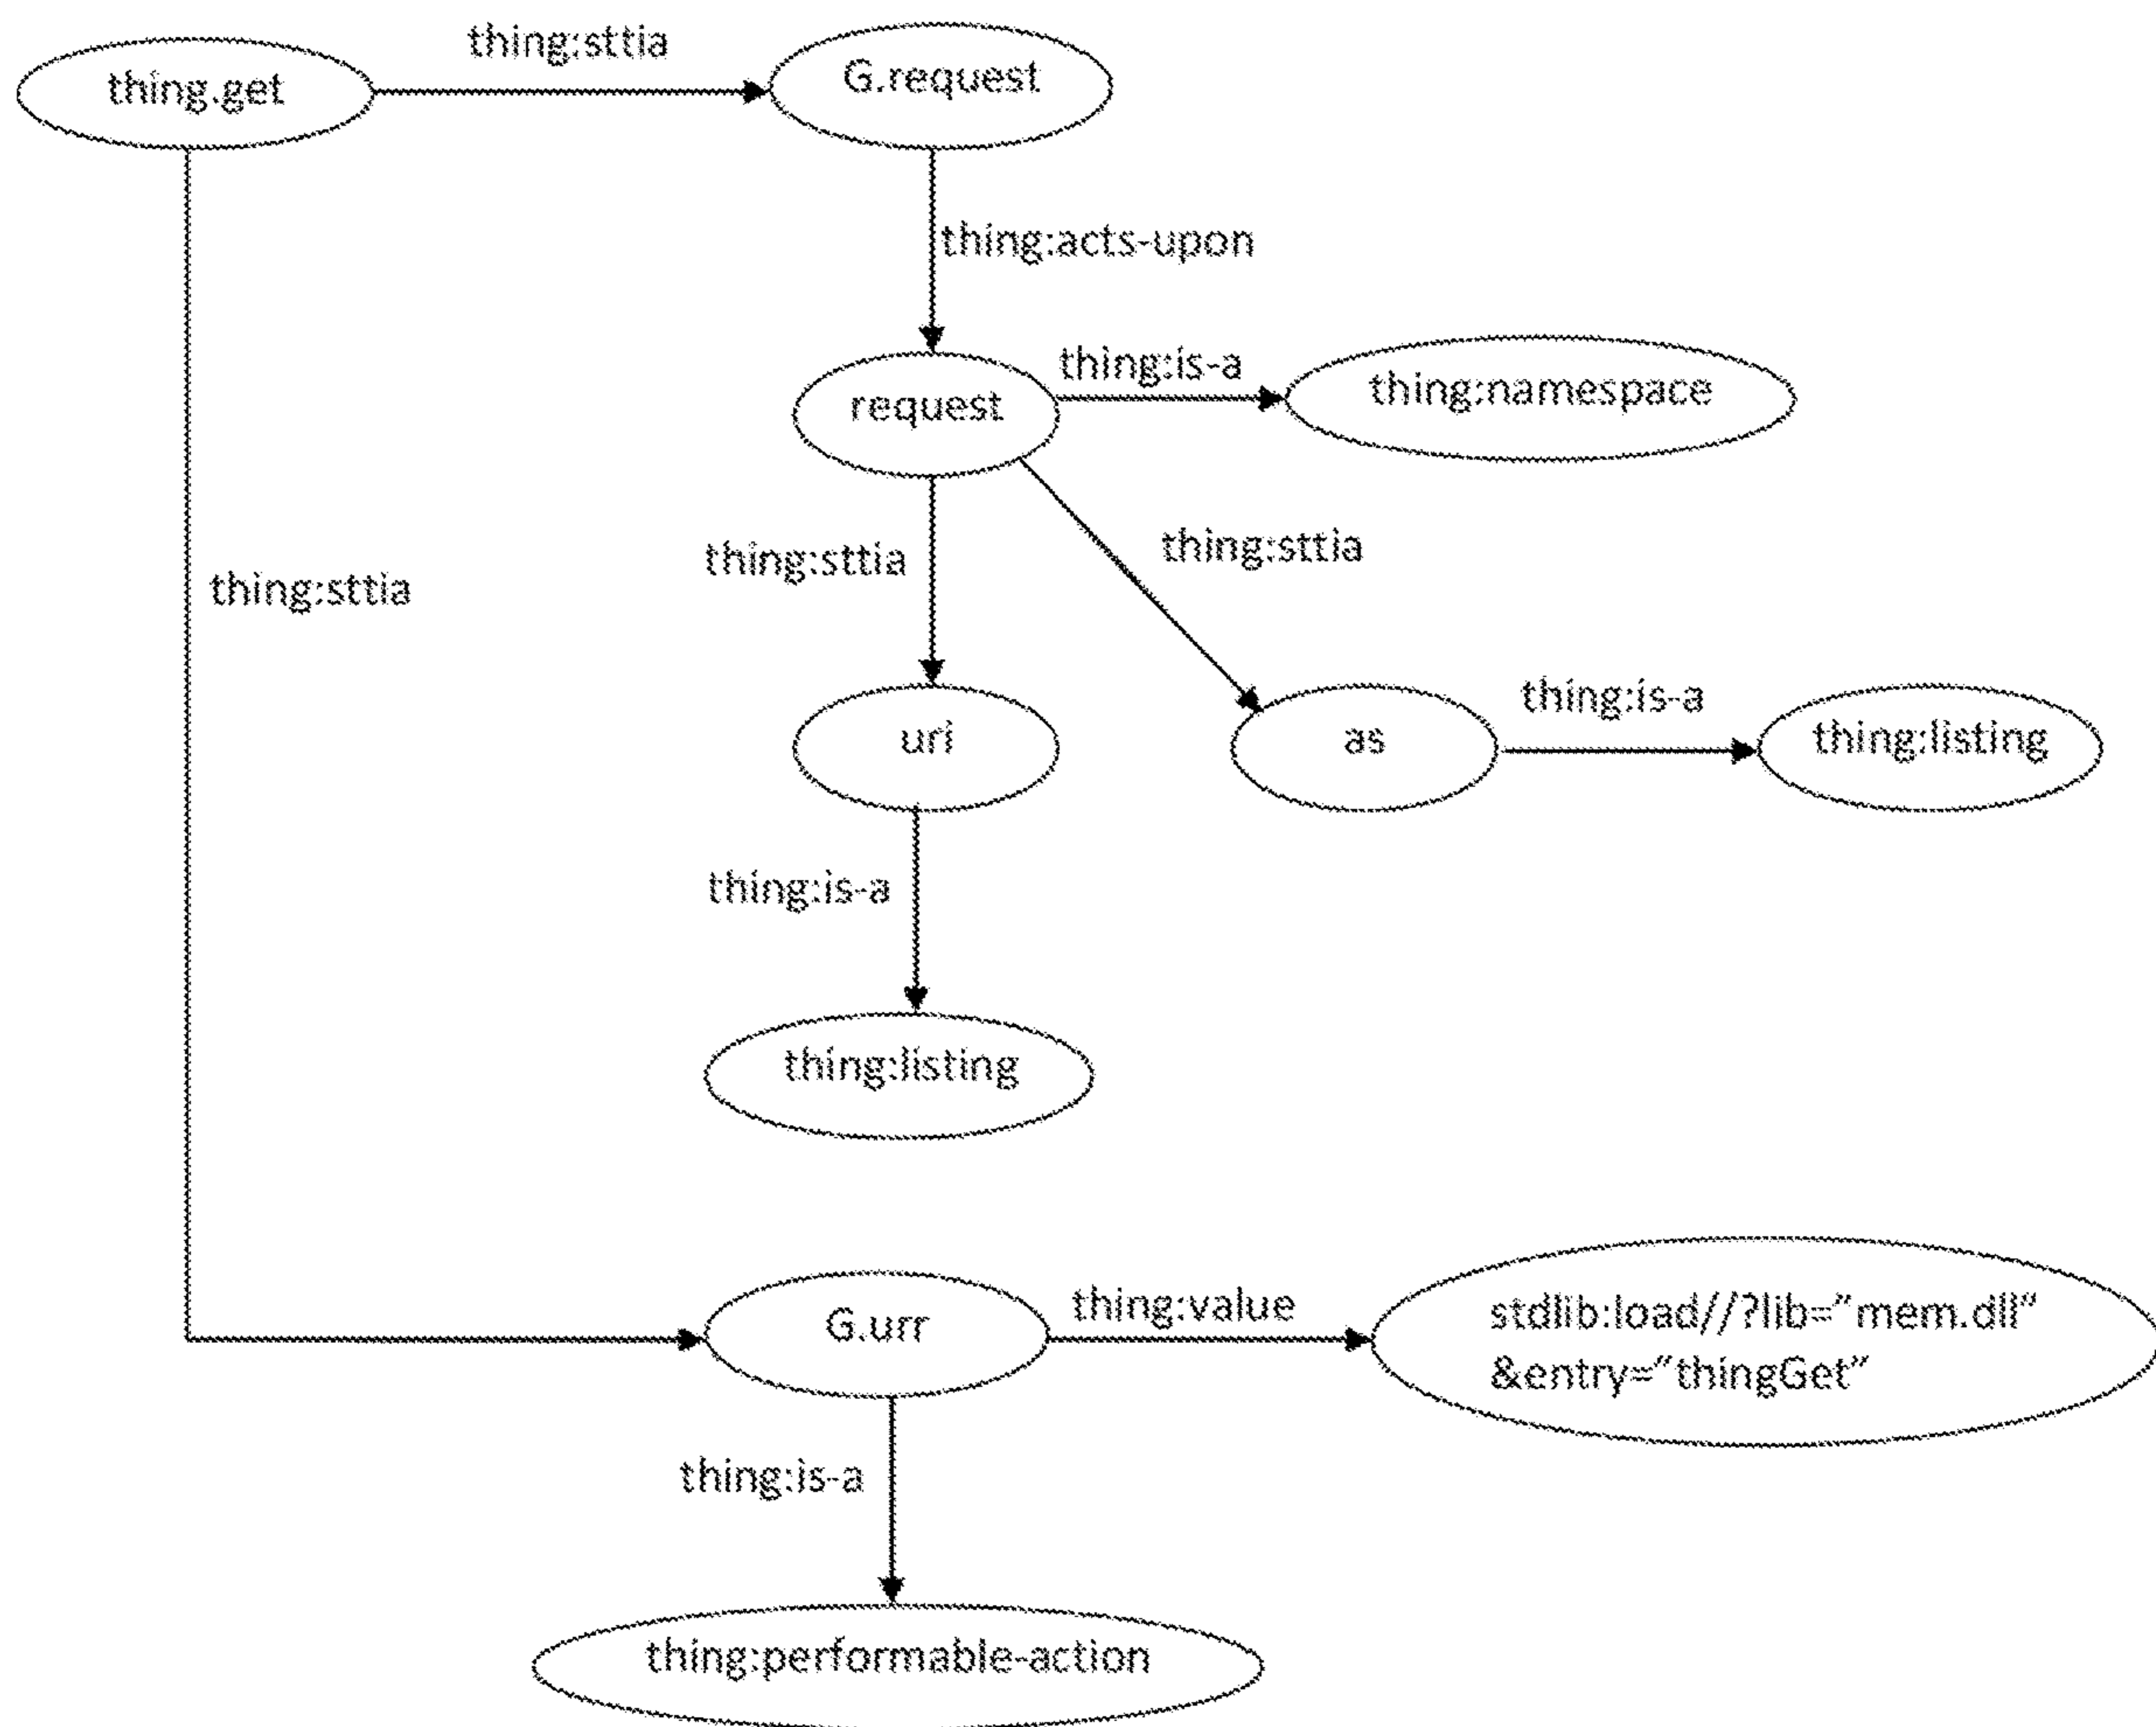 thing:sttia
thing.get
G.request
thing:acts-upon
thing:is-a
thing:namespace
request
thing:sttia
thing:sttia
thing:sttia
uri
as
thing:is-a
thing:listing
thing:is-a
thing:listing
G.urr
thing:value
stdlib:load//?lib="mem.dll"
&entry="thingGet"
thing:is-a
thing:performable-action